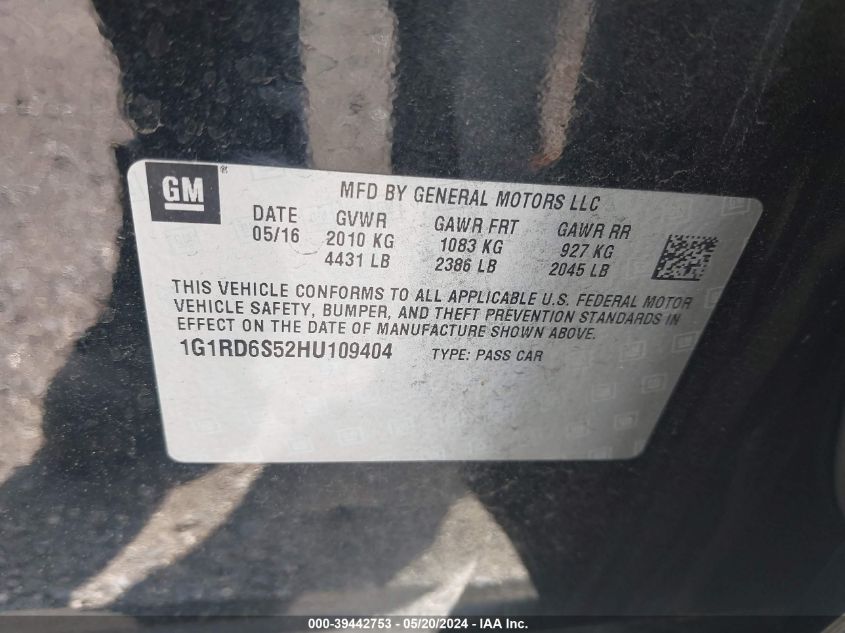 GM
MFD BY GENERAL MOTORS LLC
DATE GVWR GAWR FRT GAWR RR
05/16 2010 KG 1083 KG 927 KG
4431 LB 2386 LB 2045 LB
THIS VEHICLE CONFORMS TO ALL APPLICABLE U.S. FEDERAL MOTOR
VEHICLE SAFETY, BUMPER, AND THEFT PREVENTION STANDARDS IN
EFFECT ON THE DATE OF MANUFACTURE SHOWN ABOVE.
1G1RD6S52HU109404 TYPE: PASS CAR
000-39442753 - 05/20/2024 - IAA Inc.